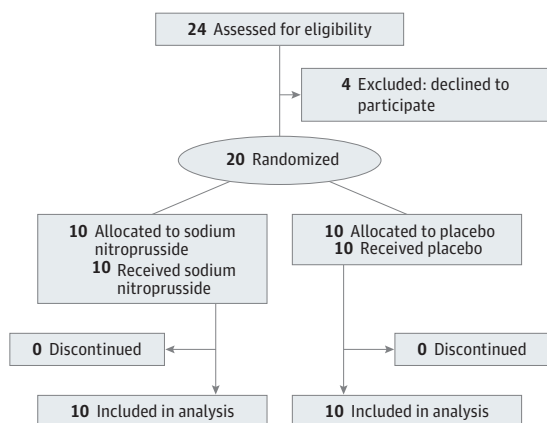 24 Assessed for eligibility
4 Excluded: declined to
participate
20 Randomized
10 Allocated to sodium
nitroprusside
10 Received sodium
nitroprusside
10 Allocated to placebo
10 Received placebo
0 Discontinued
0 Discontinued
10 Included in analysis
10 Included in analysis